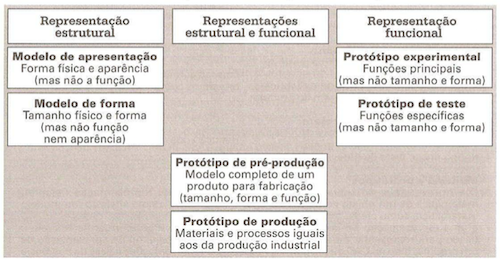 Representação
estrutural
Representações
estrutural e funcional
Representação
funcional
Modelo de apresentação
Forma física e aparência
(mas não a função)
Protótipo experimental
Funções principais
(mas não tamanho e forma)
Modelo de forma
Tamanho físico e forma
(mas não função
nem aparência)
Protótipo de teste
Funções específicas
(mas não tamanho e forma)
Protótipo de pré-produção
Modelo completo de um
produto para fabricação
(tamanho, forma e função)
Protótipo de produção
Materiais e processos iguais
aos da produção industrial